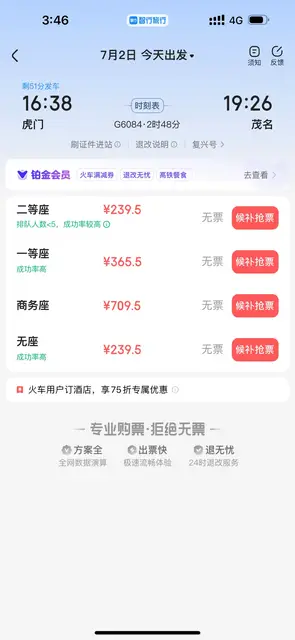 3:46
智行旅行
4G
7月2日 今天出发
须知
反馈
剩51分发车
16:38
时刻表
19:26
虎门
G6084·2时48分
茂名
刷证件进站
退改说明
复兴号
铂金会员
火车满减券
退改无忧
高铁餐食
去查看
二等座
¥239.5
无票
候补抢票
排队人数<5，成功率较高
一等座
¥365.5
无票
候补抢票
成功率高
商务座
¥709.5
无票
候补抢票
无座
¥239.5
无票
候补抢票
成功率高
火车用户订酒店，享75折专属优惠
专业购票·拒绝无票
方案全
出票快
退无忧
全网数据演算
极速流畅体验
24时退改服务